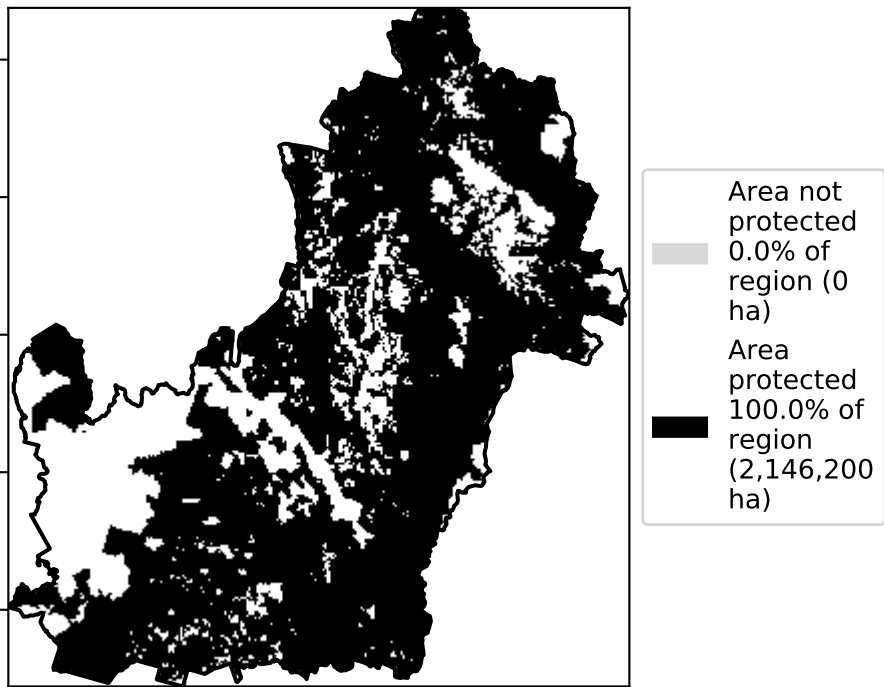 Area not
protected
0.0% of
region (0
ha)
Area
protected
100.0% of
region
(2,146,200
ha)